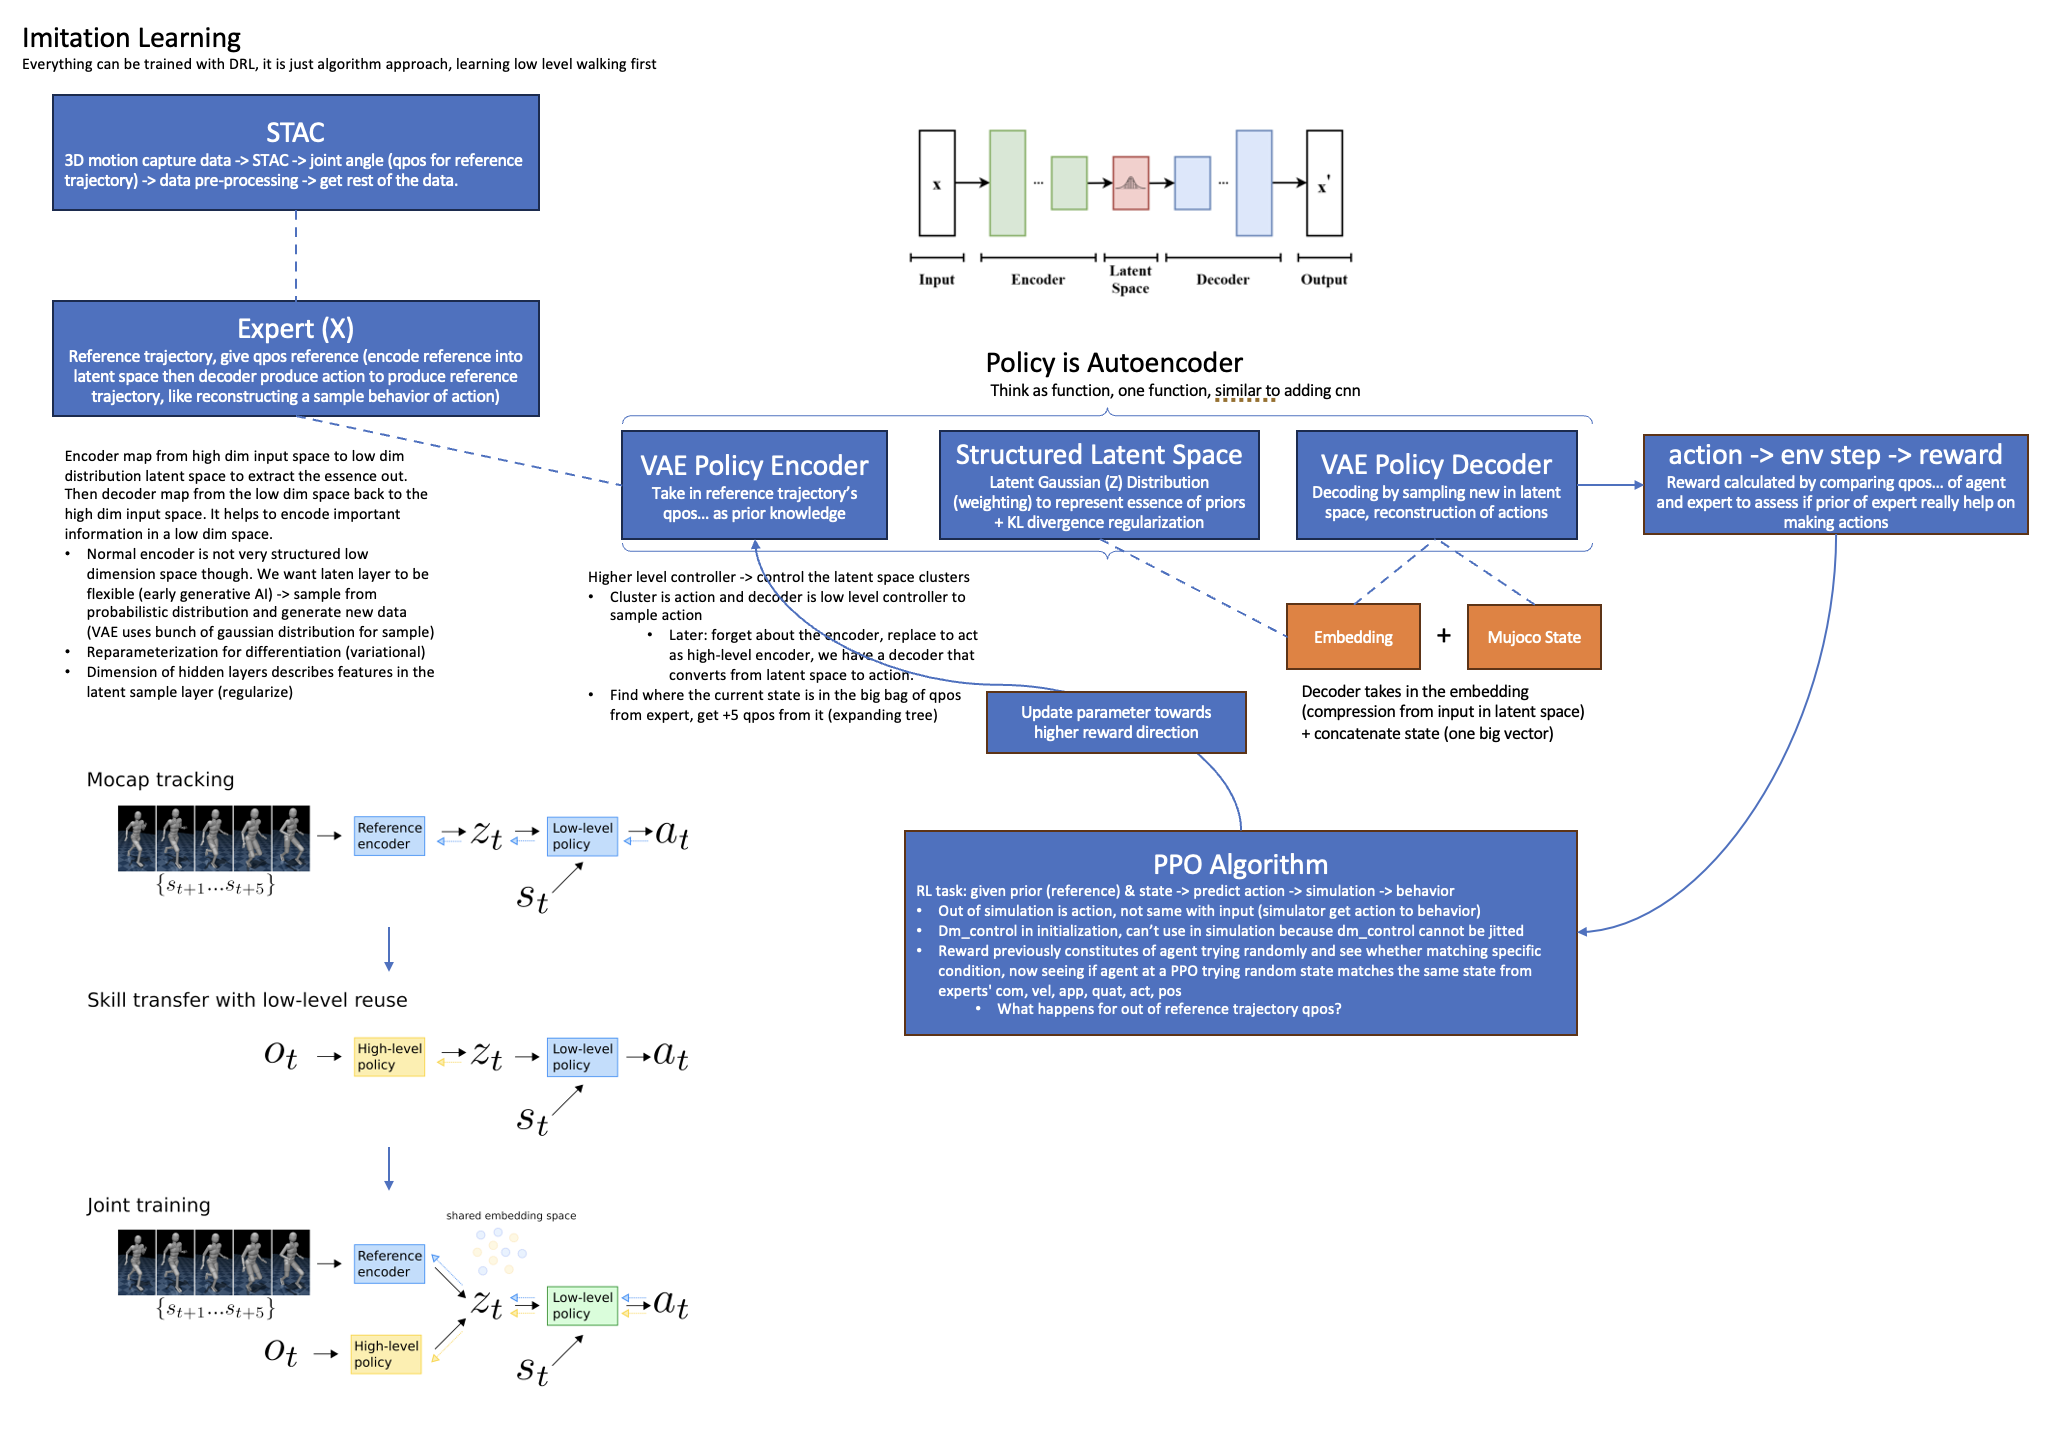 Imitation Learning
Everything can be trained with DRL, it is just algorithm approach, learning low level walking first
STAC
3D motion capture data -> STAC -> joint angle (qpos for reference
trajectory) -> data pre-processing -> get rest of the data.
x
...
...
x'
Input
Encoder
Latent
Space
Decoder
Output
Expert (X)
Reference trajectory, give qpos reference (encode reference into
latent space then decoder produce action to produce reference
trajectory, like reconstructing a sample behavior of action)
Policy is Autoencoder
Think as function, one function, similar to adding cnn
VAE Policy Encoder
Take in reference trajectory's
qpos... as prior knowledge
Structured Latent Space
Latent Gaussian (Z) Distribution
(weighting) to represent essence of priors
+ KL divergence regularization
VAE Policy Decoder
Decoding by sampling new in latent
space, reconstruction of actions
action -> env step -> reward
Reward calculated by comparing qpos... of agent
and expert to assess if prior of expert really help on
making actions
Encoder map from high dim input space to low dim
distribution latent space to extract the essence out.
Then decoder map from the low dim space back to the
high dim input space. It helps to encode important
information in a low dim space.
• Normal encoder is not very structured low
dimension space though. We want laten layer to be
flexible (early generative AI) -> sample from
probabilistic distribution and generate new data
(VAE uses bunch of gaussian distribution for sample)
• Reparameterization for differentiation (variational)
• Dimension of hidden layers describes features in the
latent sample layer (regularize)
Higher level controller -> control the latent space clusters
• Cluster is action and decoder is low level controller to
sample action
• Later: forget about the encoder, replace to act
as high-level encoder, we have a decoder that
converts from latent space to action.
• Find where the current state is in the big bag of qpos
from expert, get +5 qpos from it (expanding tree)
Embedding
+
Mujoco State
Decoder takes in the embedding
(compression from input in latent space)
+ concatenate state (one big vector)
Update parameter towards
higher reward direction
PPO Algorithm
RL task: given prior (reference) & state -> predict action -> simulation -> behavior
• Out of simulation is action, not same with input (simulator get action to behavior)
• Dm_control in initialization, can't use in simulation because dm_control cannot be jitted
• Reward previously constitutes of agent trying randomly and see whether matching specific
condition, now seeing if agent at a PPO trying random state matches the same state from
experts' com, vel, app, quat, act, pos
• What happens for out of reference trajectory qpos?
Mocap tracking
{s_{t+1}...s_{t+5}}
Reference
encoder
z_t
Low-level
policy
a_t
s_t
Skill transfer with low-level reuse
o_t
High-level
policy
z_t
Low-level
policy
a_t
s_t
Joint training
shared embedding space
{s_{t+1}...s_{t+5}}
Reference
encoder
z_t
Low-level
policy
a_t
o_t
High-level
policy
s_t